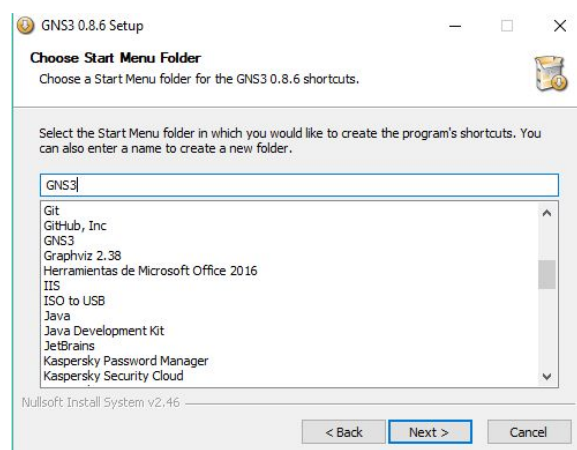 GNS3 0.8.6 Setup
Choose Start Menu Folder
Choose a Start Menu folder for the GNS3 0.8.6 shortcuts.
Select the Start Menu folder in which you would like to create the program's shortcuts. You
can also enter a name to create a new folder.
GNS3
Git
GitHub, Inc
GNS3
Graphviz 2.38
Herramientas de Microsoft Office 2016
IIS
ISO to USB
Java
Java Development Kit
JetBrains
Kaspersky Password Manager
Kaspersky Security Cloud
Nullsoft Install System v2.46
< Back Next > Cancel